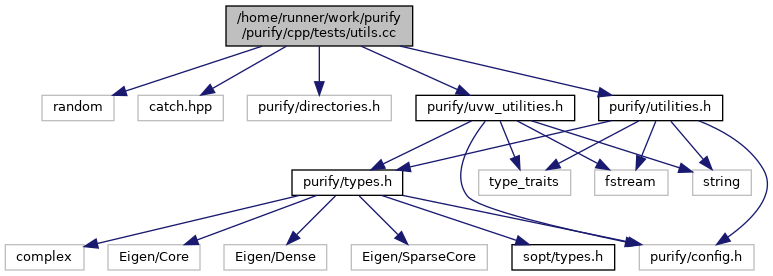 /home/runner/work/purify
/purify/cpp/tests/utils.cc
random
catch.hpp
purify/directories.h
purify/uvw_utilities.h
purify/utilities.h
purify/types.h
type_traits
fstream
string
complex
Eigen/Core
Eigen/Dense
Eigen/SparseCore
sopt/types.h
purify/config.h